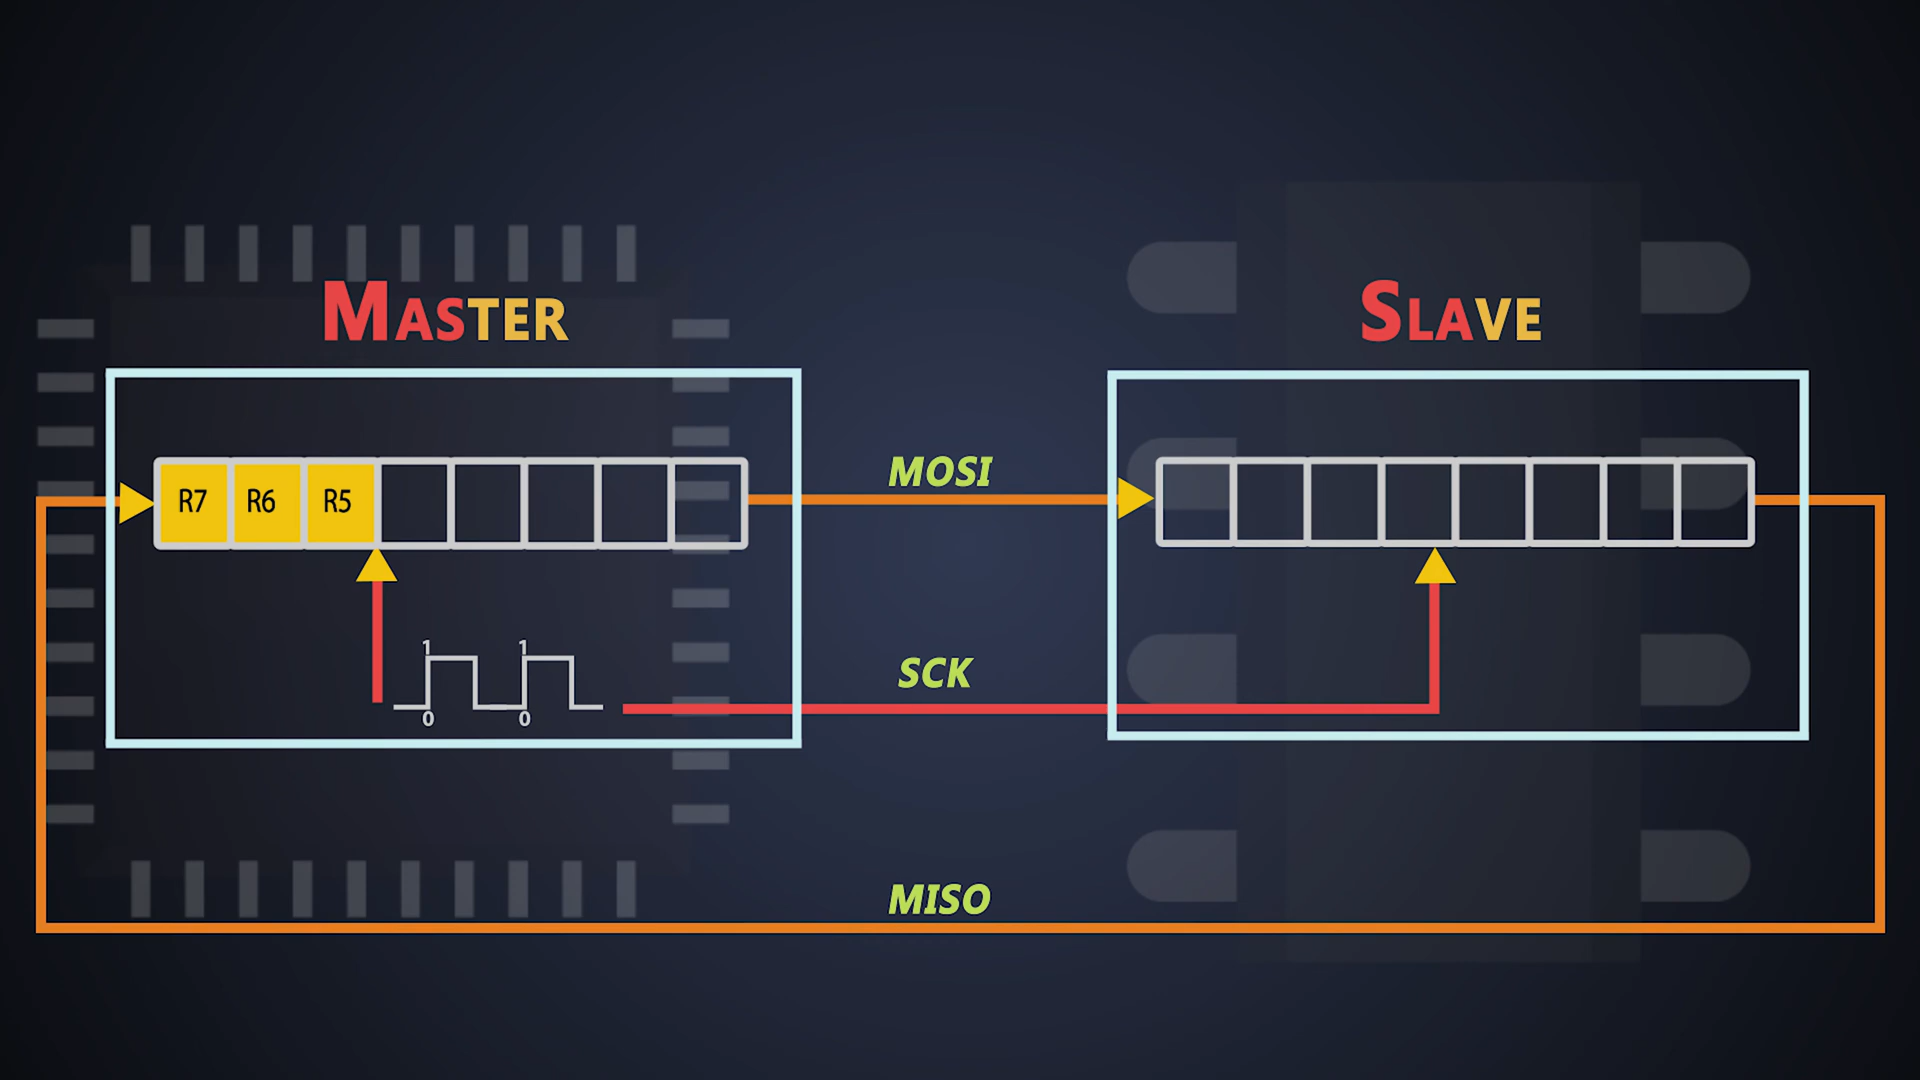 MASTER
SLAVE
MOSI
R7 R6 R5
1 1
0 0
SCK
MISO